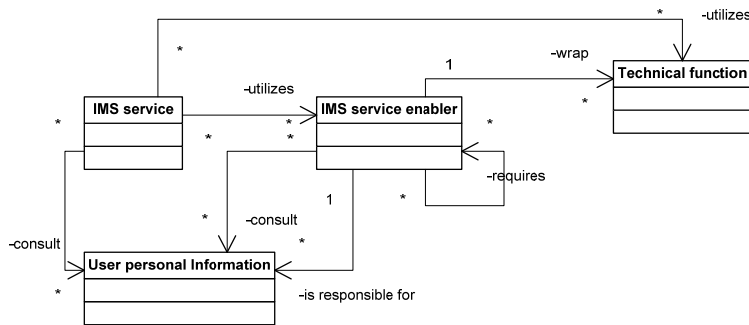 *
-utilizes
*
1
-wrap
Technical function
IMS service
-utilizes
IMS service enabler
*
*
*
*
*
*
*
-requires
1
*
*
-consult
*
-consult
User personal Information
*
-is responsible for